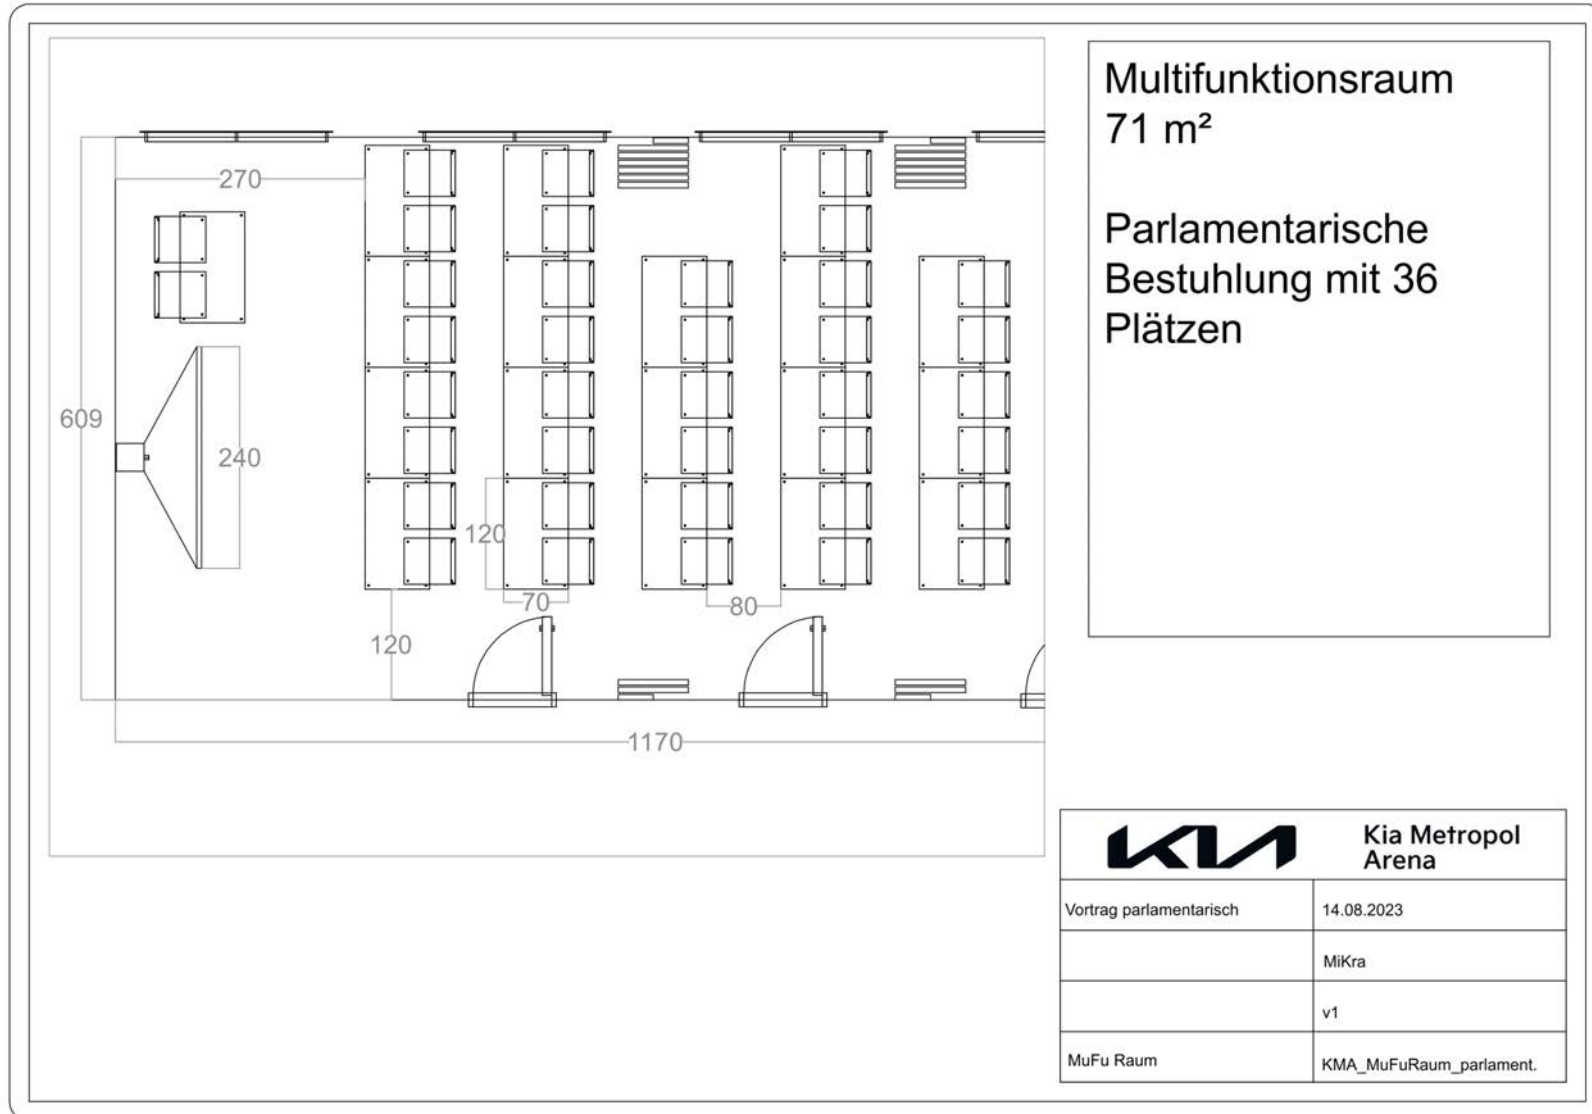 Multifunktionsraum
71 m²
Parlamentarische
Bestuhlung mit 36
Plätzen
270
609
240
120
70
80
120
1170
KIA
Kia Metropol
Arena
Vortrag parlamentarisch
14.08.2023
MiKra
v1
MuFu Raum
KMA_MuFuRaum_parlament.